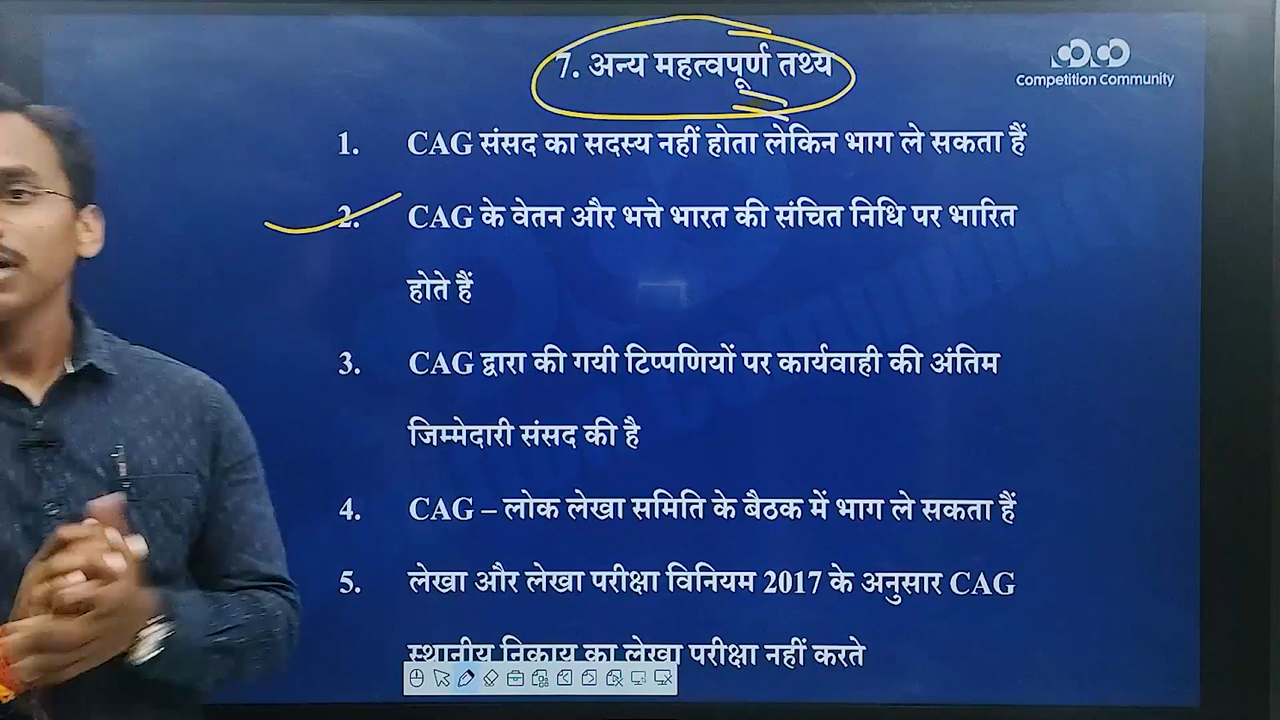 7. अन्य महत्वपूर्ण तथ्य
Competition Community
1. CAG संसद का सदस्य नहीं होता लेकिन भाग ले सकता हैं
2. CAG के वेतन और भत्ते भारत की संचित निधि पर भारित
होते हैं
3. CAG द्वारा की गयी टिप्पणियों पर कार्यवाही की अंतिम
जिम्मेदारी संसद की है
4. CAG – लोक लेखा समिति के बैठक में भाग ले सकता हैं
5. लेखा और लेखा परीक्षा विनियम 2017 के अनुसार CAG
स्थानीय निकाय का लेखा परीक्षा नहीं करते